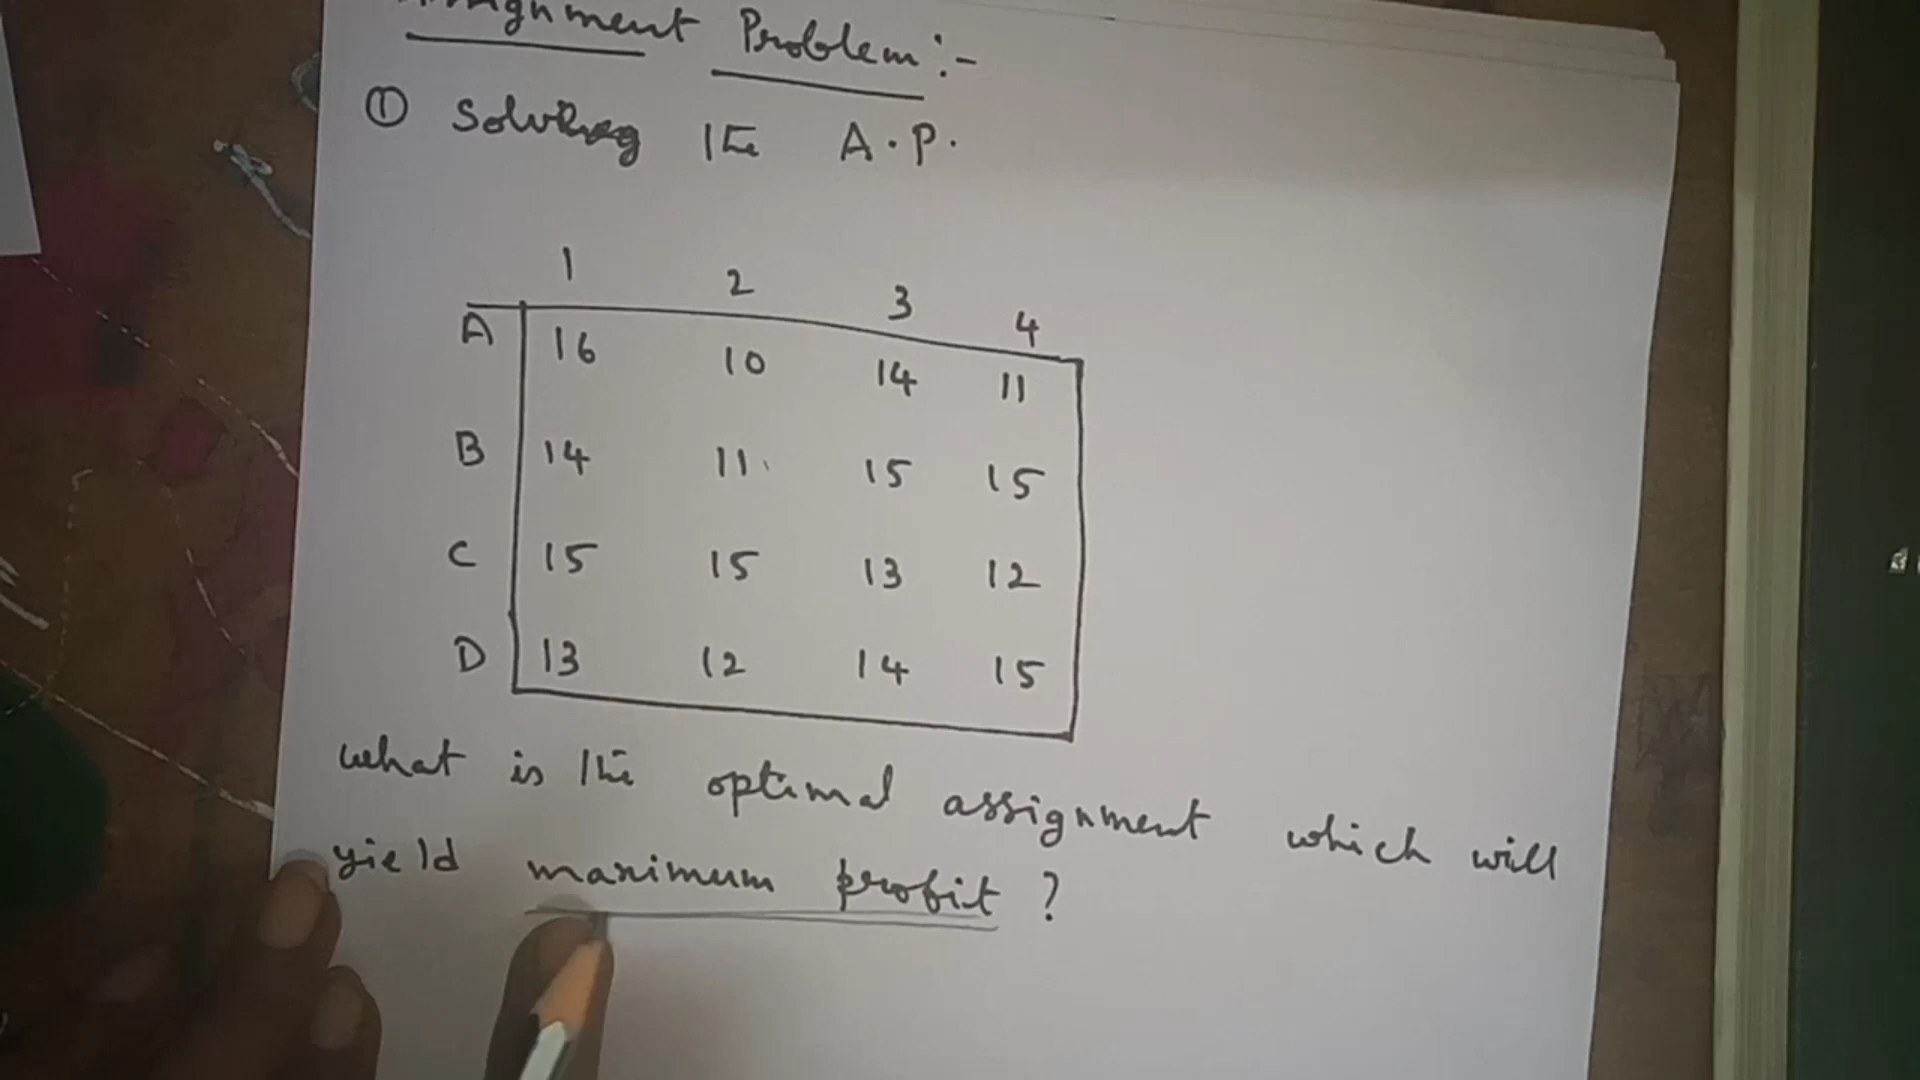 Assignment Problem:-
① Solving the A.P.
1 2 3 4
A 16 10 14 11
B 14 11 15 15
C 15 15 13 12
D 13 12 14 15
what is the optimal assignment which will
yield maximum profit ?